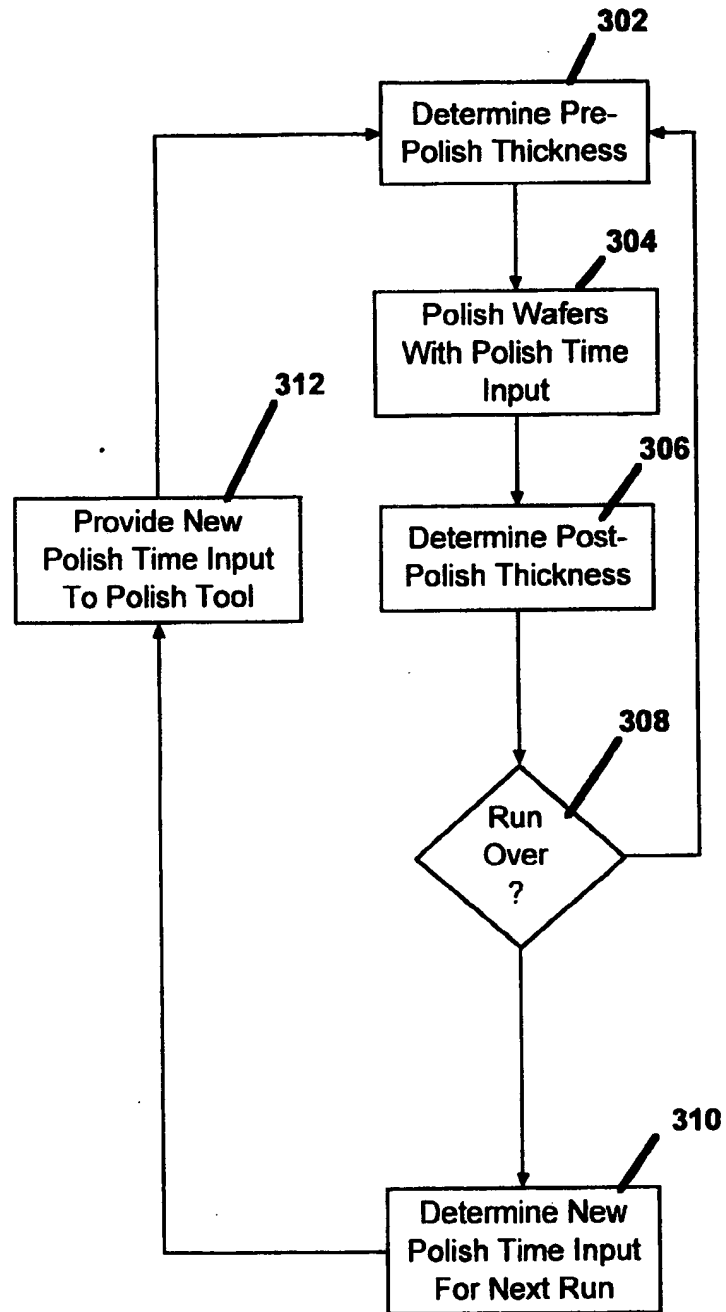 302
Determine Pre-
Polish Thickness
304
Polish Wafers
With Polish Time
Input
312
Provide New
Polish Time Input
To Polish Tool
306
Determine Post-
Polish Thickness
308
Run
Over
?
310
Determine New
Polish Time Input
For Next Run